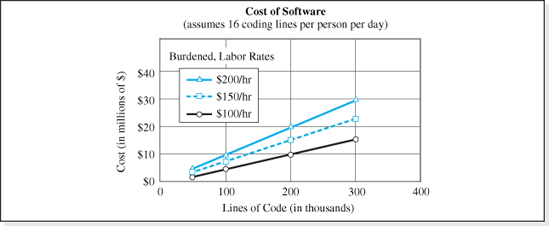 Cost of Software
(assumes 16 coding lines per person per day)
Burdened, Labor Rates
$200/hr
$150/hr
$100/hr
Cost (in millions of $)
$40
$30
$20
$10
$0
0
100
200
300
400
Lines of Code (in thousands)